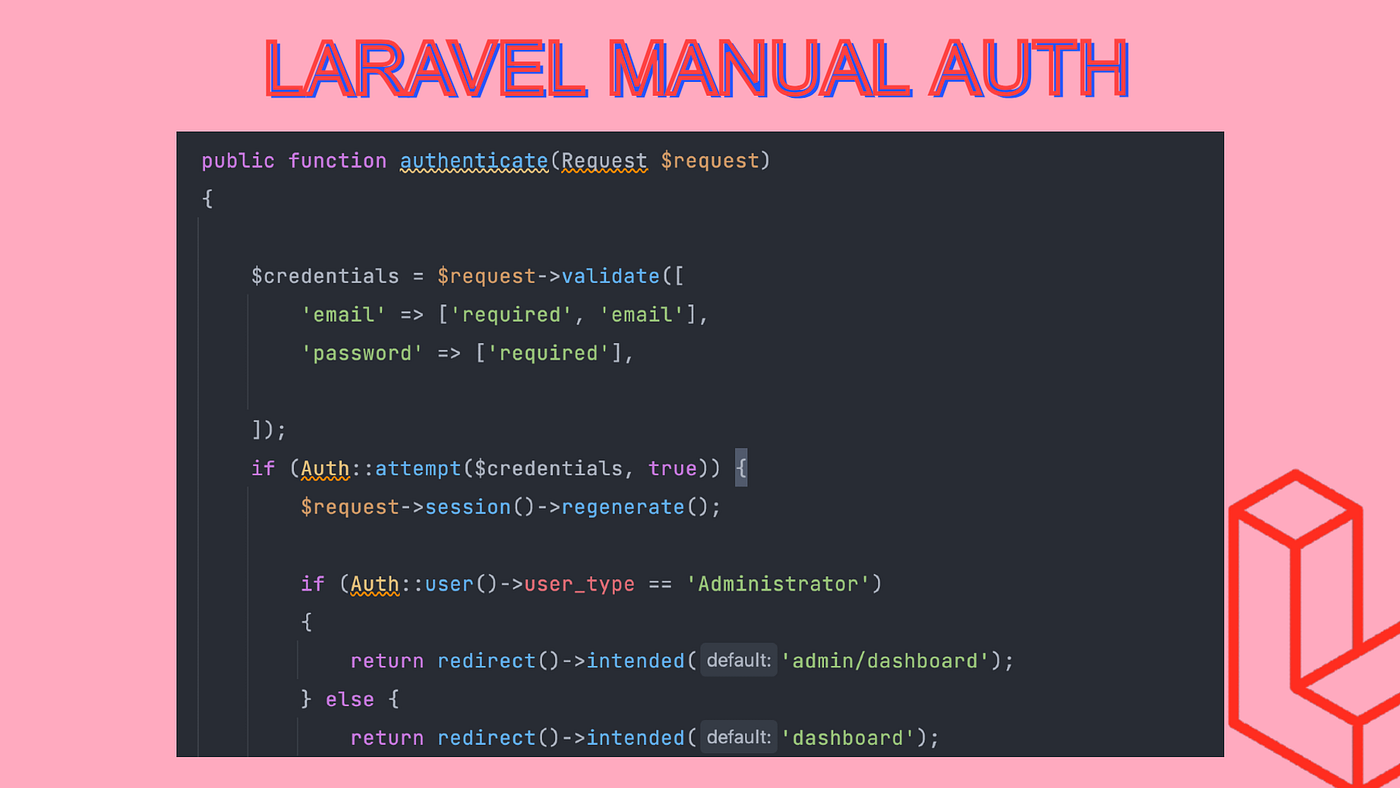 LARAVEL MANUAL AUTH
public function authenticate(Request $request)
{
$credentials = $request->validate([
'email' => ['required', 'email'],
'password' => ['required'],
]);
if (Auth::attempt($credentials, true)) {
$request->session()->regenerate();
if (Auth::user()->user_type == 'Administrator')
{
return redirect()->intended( default: 'admin/dashboard');
} else {
return redirect()->intended( default: 'dashboard');